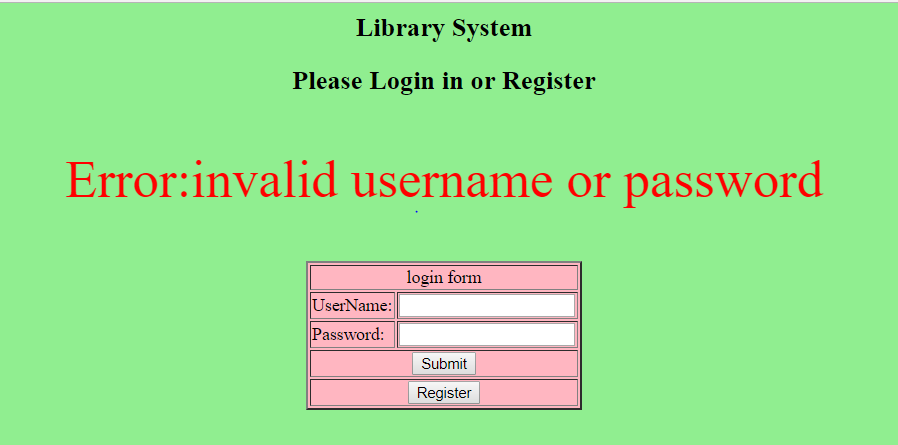 Library System
Please Login in or Register
Error:invalid username or password
login form
UserName:
Password:
Submit
Register